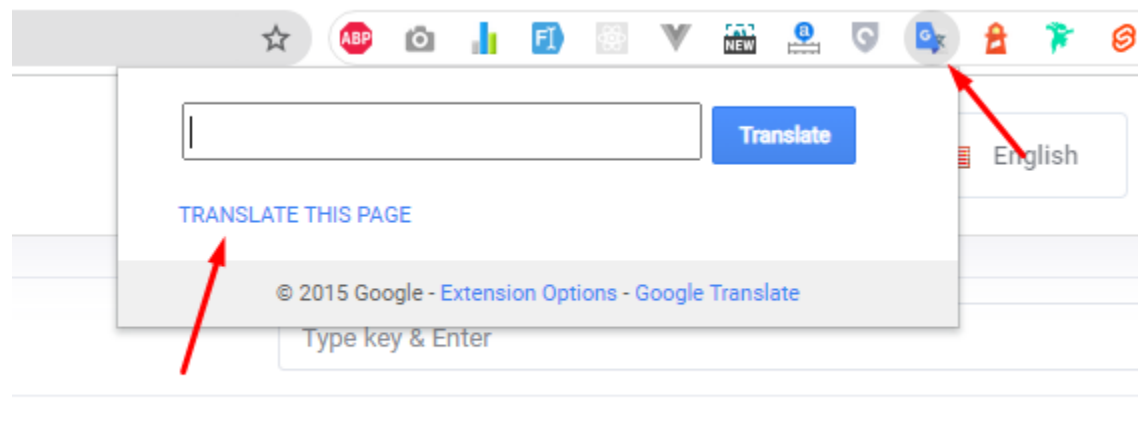 ABP FI NEW a G
Translate
English
TRANSLATE THIS PAGE
© 2015 Google - Extension Options - Google Translate
Type key & Enter